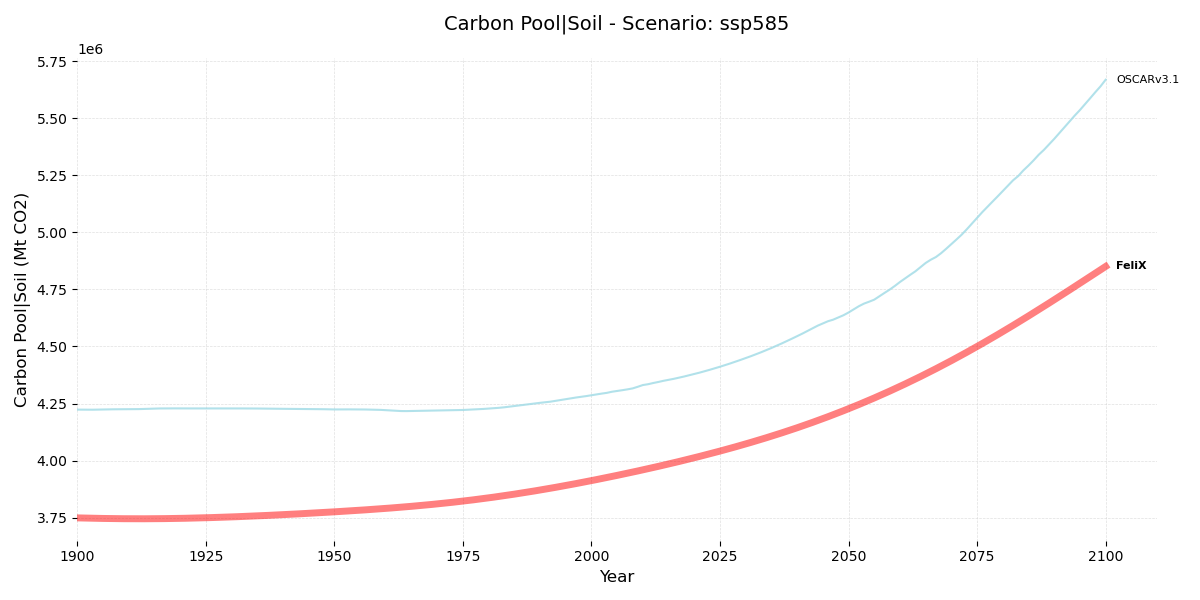 Carbon Pool|Soil - Scenario: ssp585
1e6
5.75
5.50
5.25
5.00
4.75
4.50
4.25
4.00
3.75
Carbon Pool|Soil (Mt CO2)
OSCARv3.1
FeliX
1900 1925 1950 1975 2000 2025 2050 2075 2100
Year